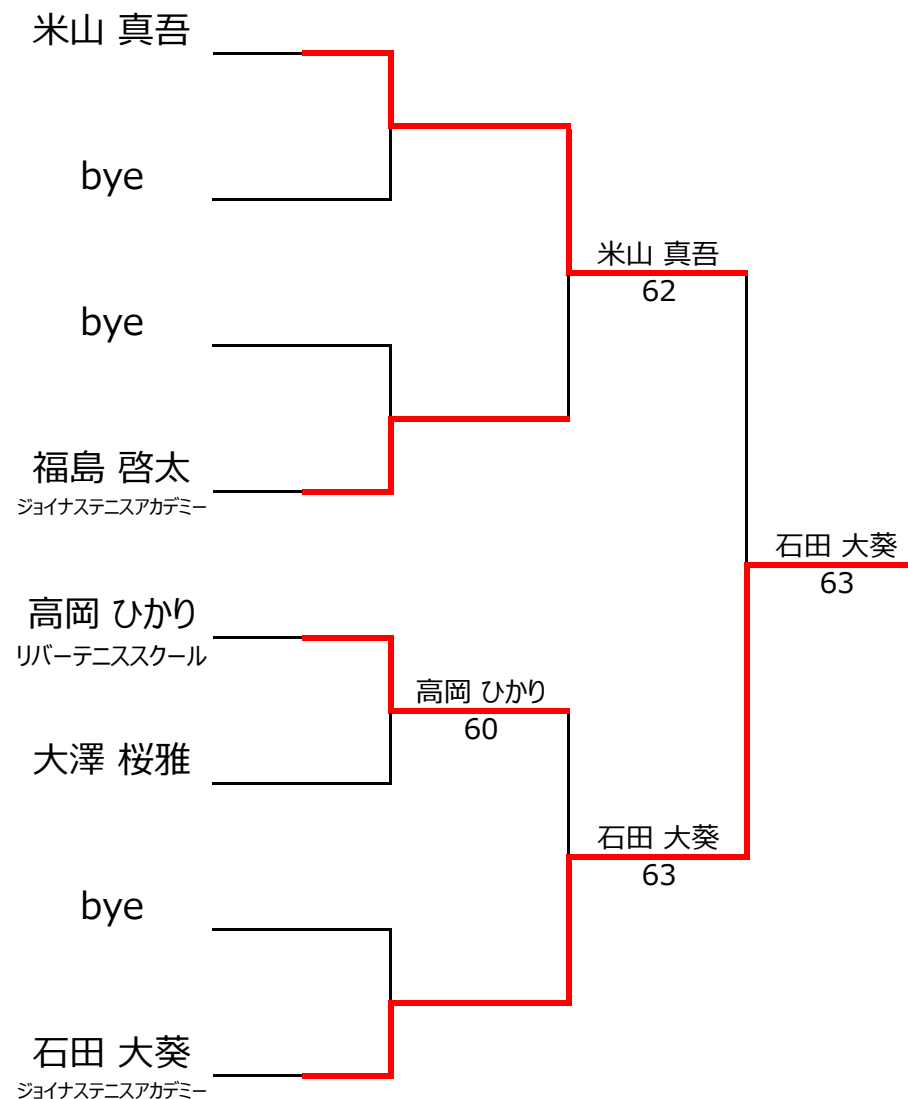 米山 真吾
bye
bye
福島 啓太
ジョイナステニスアカデミー
高岡 ひかり
リバーテニススクール
大澤 桜雅
bye
石田 大葵
ジョイナステニスアカデミー
米山 真吾
62
高岡 ひかり
60
石田 大葵
63
石田 大葵
63